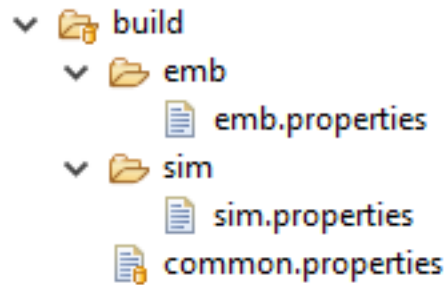 build
emb
emb.properties
sim
sim.properties
common.properties